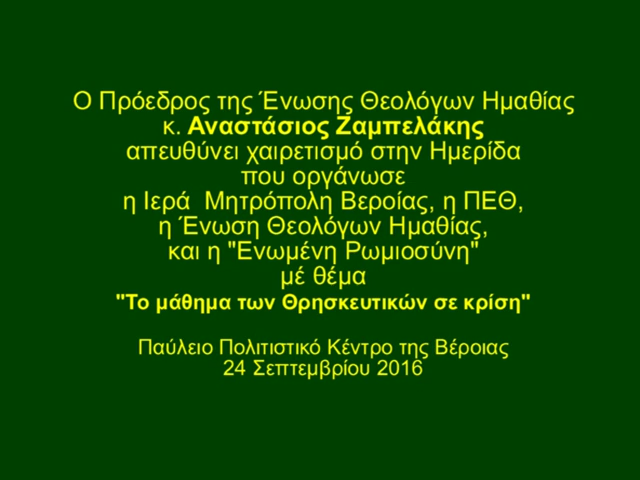 Ο Πρόεδρος της Ένωσης Θεολόγων Ημαθίας
κ. Αναστάσιος Ζαμπελάκης
απευθύνει χαιρετισμό στην Ημερίδα
που οργάνωσε
η Ιερά Μητρόπολη Βεροίας, η ΠΕΘ,
η Ένωση Θεολόγων Ημαθίας,
και η "Ενωμένη Ρωμιοσύνη"
μέ θέμα
"Το μάθημα των Θρησκευτικών σε κρίση"
Παύλειο Πολιτιστικό Κέντρο της Βέροιας
24 Σεπτεμβρίου 2016